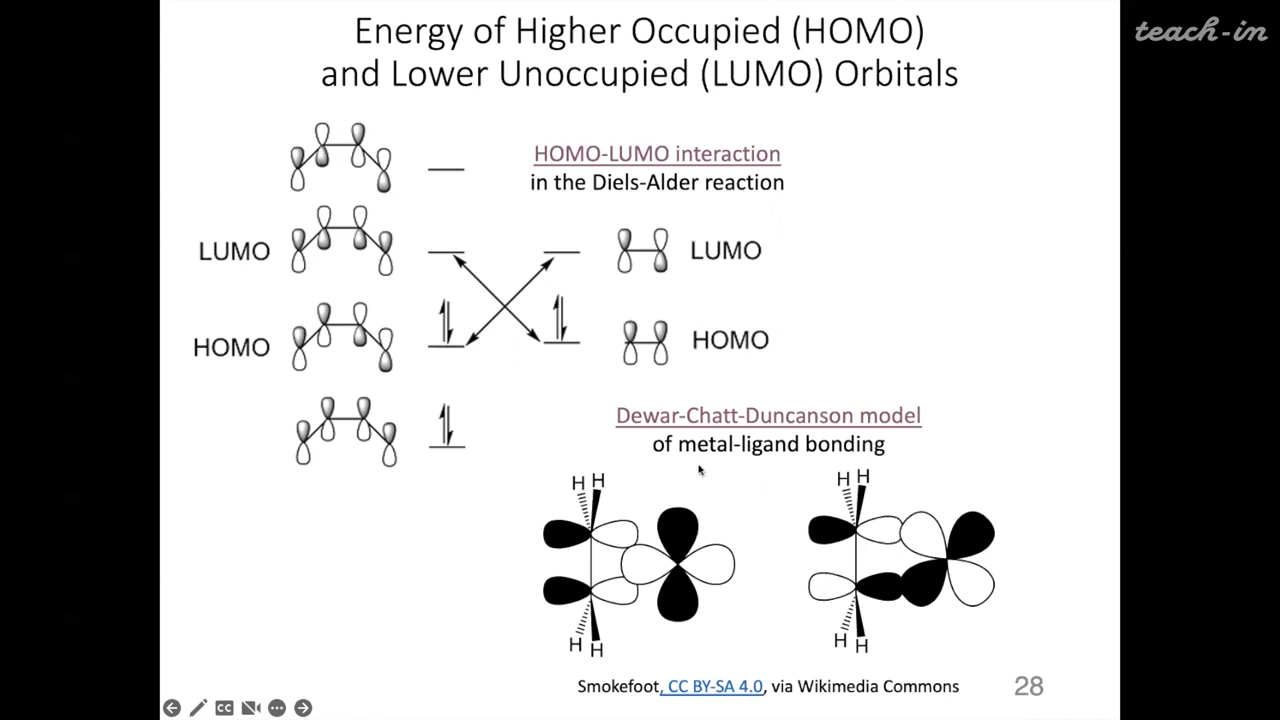 Energy of Higher Occupied (HOMO)
and Lower Unoccupied (LUMO) Orbitals
teach-in
HOMO-LUMO interaction
in the Diels-Alder reaction
LUMO
LUMO
HOMO
HOMO
Dewar-Chatt-Duncanson model
of metal-ligand bonding
H H
H H
H H
H H
Smokefoot, CC BY-SA 4.0, via Wikimedia Commons
28
CC